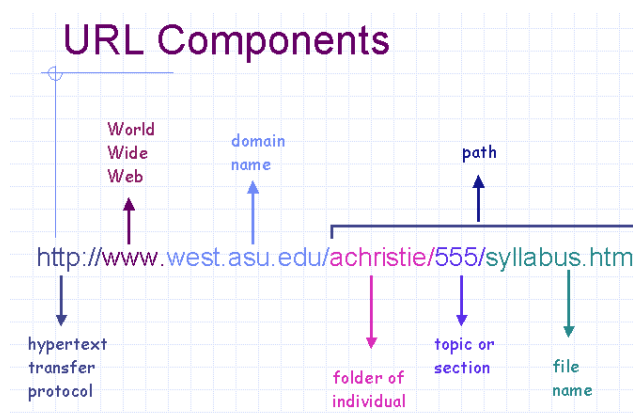 URL Components
World
Wide
Web
domain
name
path
http://www.west.asu.edu/achristie/555/syllabus.htm
hypertext
transfer
protocol
folder of
individual
topic or
section
file
name